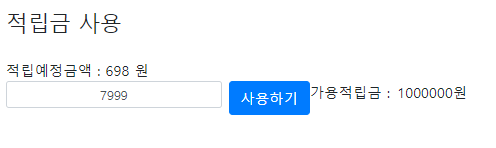 적립금 사용
적립예정금액 : 698 원
7999 사용하기 가용적립금 : 1000000원